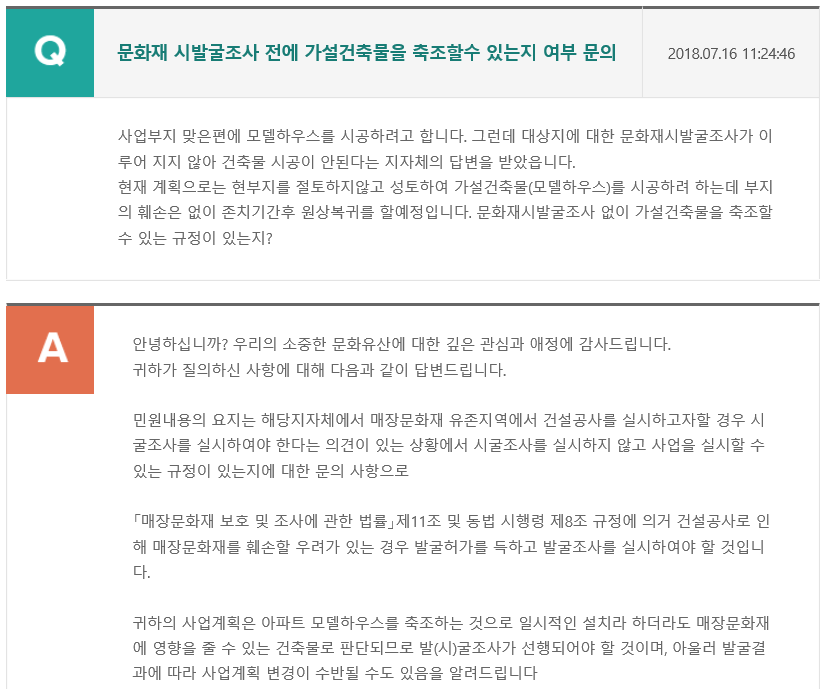 Q
문화재 시발굴조사 전에 가설건축물을 축조할수 있는지 여부 문의
2018.07.16 11:24:46
사업부지 맞은편에 모델하우스를 시공하려고 합니다. 그런데 대상지에 대한 문화재시발굴조사가 이
루어 지지 않아 건축물 시공이 안된다는 지자체의 답변을 받았읍니다.
현재 계획으로는 현부지를 절토하지않고 성토하여 가설건축물(모델하우스)를 시공하려 하는데 부지
의 훼손은 없이 존치기간후 원상복귀를 할예정입니다. 문화재시발굴조사 없이 가설건축물을 축조할
수 있는 규정이 있는지?
A
안녕하십니까? 우리의 소중한 문화유산에 대한 깊은 관심과 애정에 감사드립니다.
귀하가 질의하신 사항에 대해 다음과 같이 답변드립니다.
민원내용의 요지는 해당지자체에서 매장문화재 유존지역에서 건설공사를 실시하고자할 경우 시
굴조사를 실시하여야 한다는 의견이 있는 상황에서 시굴조사를 실시하지 않고 사업을 실시할 수
있는 규정이 있는지에 대한 문의 사항으로
「매장문화재 보호 및 조사에 관한 법률」제11조 및 동법 시행령 제8조 규정에 의거 건설공사로 인
해 매장문화재를 훼손할 우려가 있는 경우 발굴허가를 득하고 발굴조사를 실시하여야 할 것입니
다.
귀하의 사업계획은 아파트 모델하우스를 축조하는 것으로 일시적인 설치라 하더라도 매장문화재
에 영향을 줄 수 있는 건축물로 판단되므로 발(시)굴조사가 선행되어야 할 것이며, 아울러 발굴결
과에 따라 사업계획 변경이 수반될 수도 있음을 알려드립니다